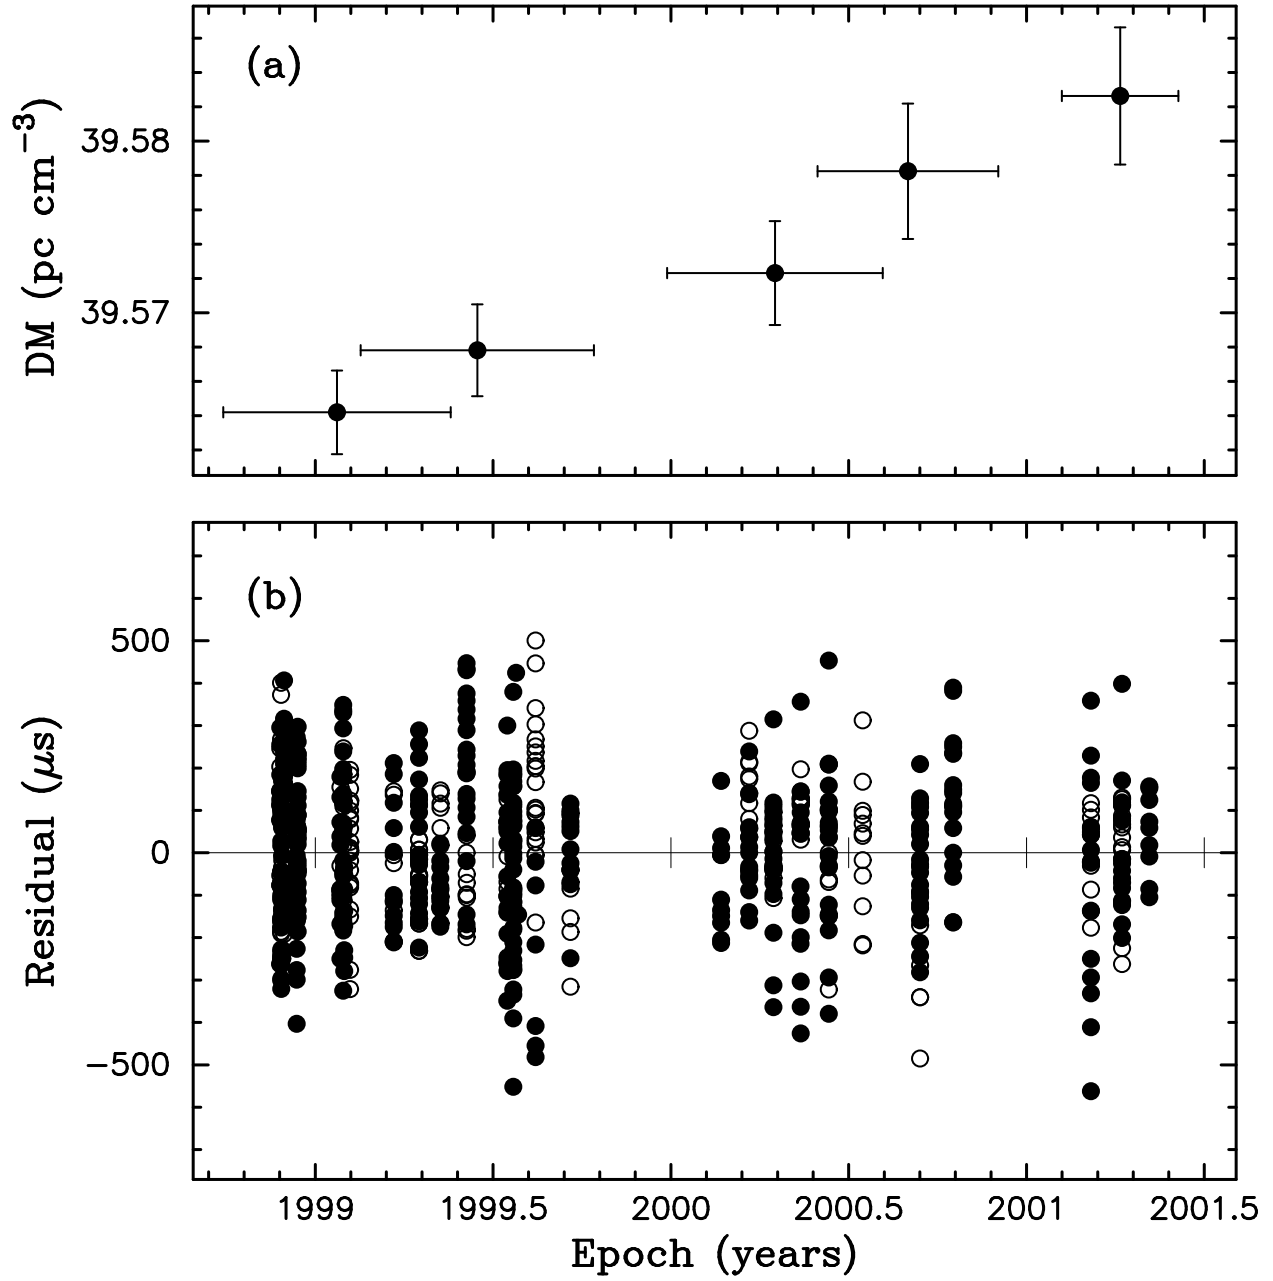 (a)
DM (pc cm−3)
39.58
39.57
(b)
Residual (μs)
500
0
−500
1999 1999.5 2000 2000.5 2001 2001.5
Epoch (years)